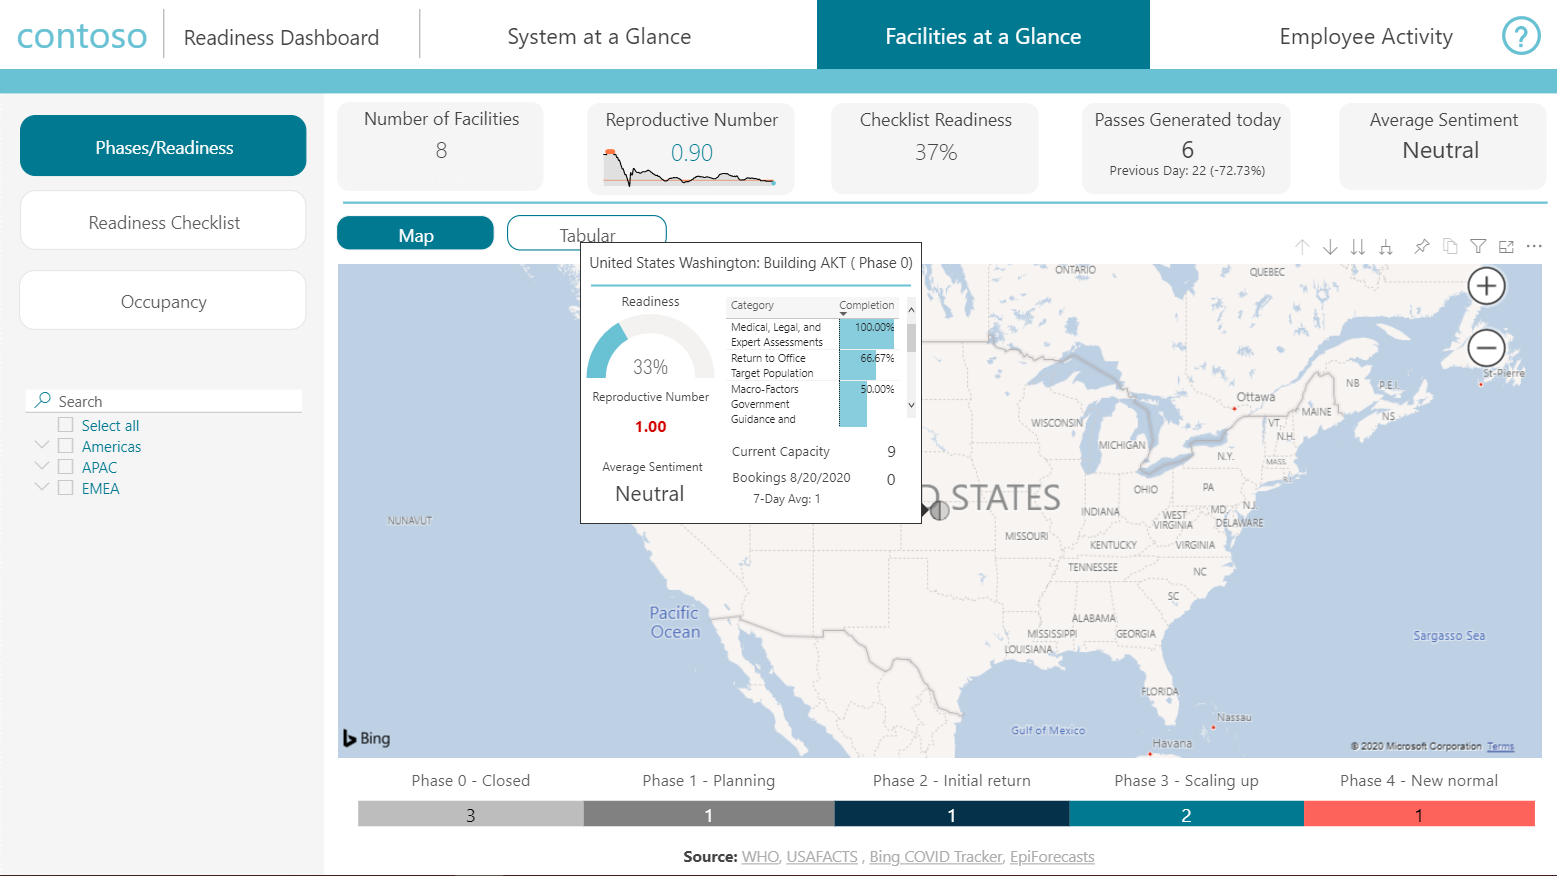 contoso
Readiness Dashboard
System at a Glance
Facilities at a Glance
Employee Activity
?
Phases/Readiness
Readiness Checklist
Occupancy
Search
Select all
Americas
APAC
EMEA
Number of Facilities
8
Reproductive Number
0.90
Checklist Readiness
37%
Passes Generated today
6
Previous Day: 22 (-72.73%)
Average Sentiment
Neutral
Map
Tabular
United States Washington: Building AKT ( Phase 0)
Readiness
33%
Reproductive Number
1.00
Average Sentiment
Neutral
Category
Completion
Medical, Legal, and
Expert Assessments
100.00%
Return to Office
Target Population
66.67%
Macro-Factors
Government
Guidance and
50.00%
Current Capacity
9
Bookings 8/20/2020
0
7-Day Avg: 1
ONTARIO
QUEBEC
St-Pierre
NB
P.E.I.
NS
Ottawa
MAINE
VT.
N.H.
WISCONSIN
MICHIGAN
N.Y.
MASS.
R.I.
D STATES
OHIO
PA
NUNAVUT
INDIANA
WEST
VIRGINIA
MD.
N.J.
DELAWARE
MISSOURI
KENTUCKY
VIRGINIA
TENNESSEE
NC
SC
Pacific
Ocean
ALABAMA
MISSISSIPPI
GEORGIA
LOUISIANA
Sargasso Sea
FLORIDA
Gulf of Mexico
Nassau
Havana
Bing
© 2020 Microsoft Corporation Terms
Phase 0 - Closed
Phase 1 - Planning
Phase 2 - Initial return
Phase 3 - Scaling up
Phase 4 - New normal
3
1
1
2
1
Source: WHO, USAFACTS , Bing COVID Tracker, EpiForecasts